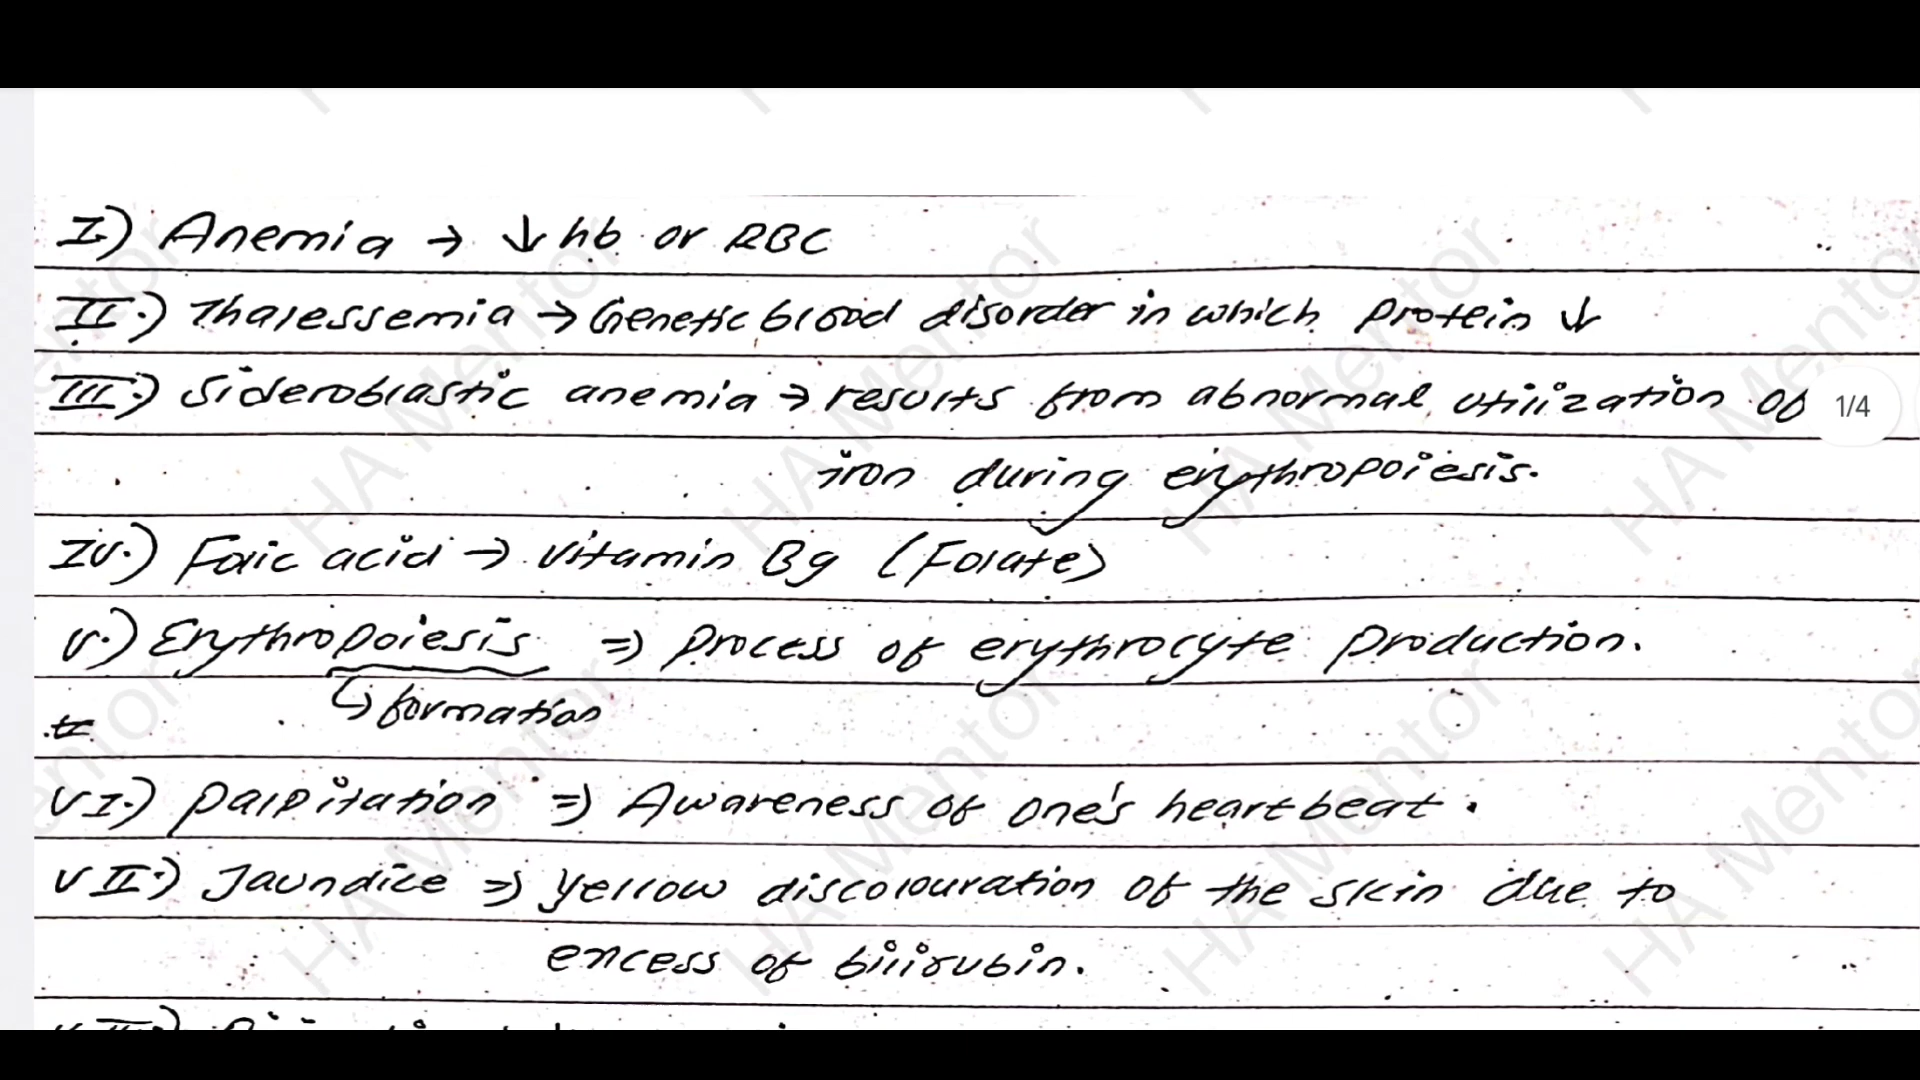 I) Anemia → ↓ hb or RBC
II.) Thalessemia → Genetic blood disorder in which protein ↓
III.) Sideroblastic anemia → results from abnormal utilization of
1/4
iron during erythropoiesis.
IV.) Folic acid → Vitamin B9 (Folate)
V.) Erythropoiesis ⇒ Process of erythrocyte production.
↳ formation
VI.) Palpitation ⇒ Awareness of one's heartbeat.
VII.) Jaundice ⇒ Yellow discolouration of the skin due to
excess of bilirubin.
HA Mentor